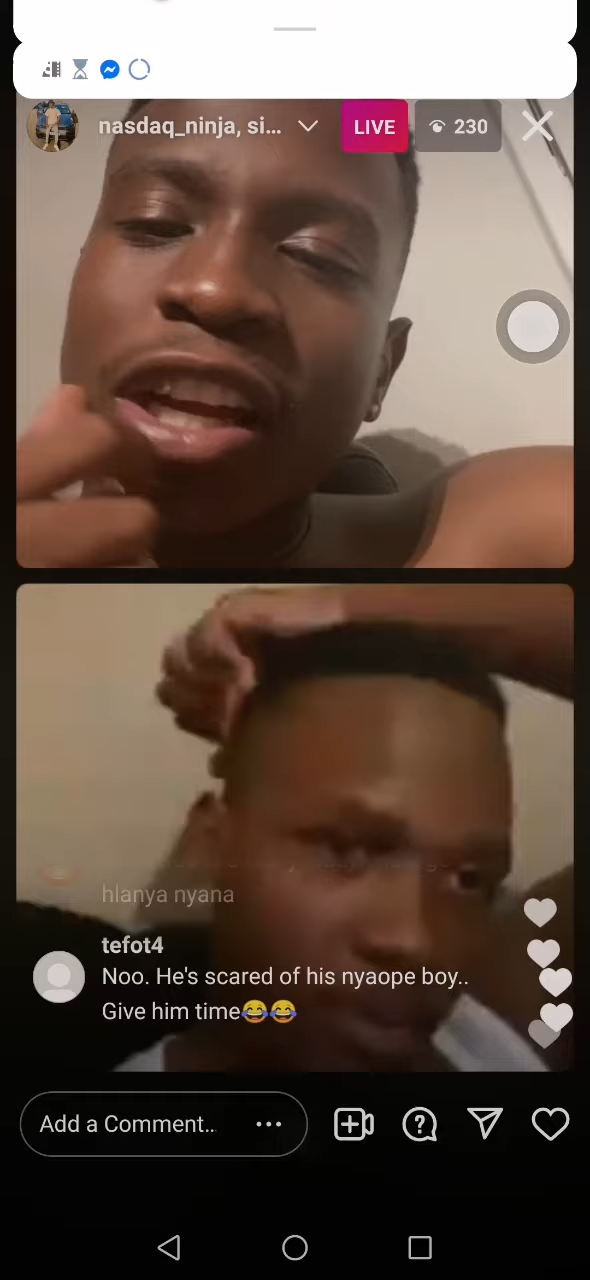 nasdaq_ninja, si...
LIVE
230
hlanya nyana
tefot4
Noo. He's scared of his nyaope boy..
Give him time😂😂
Add a Comment..